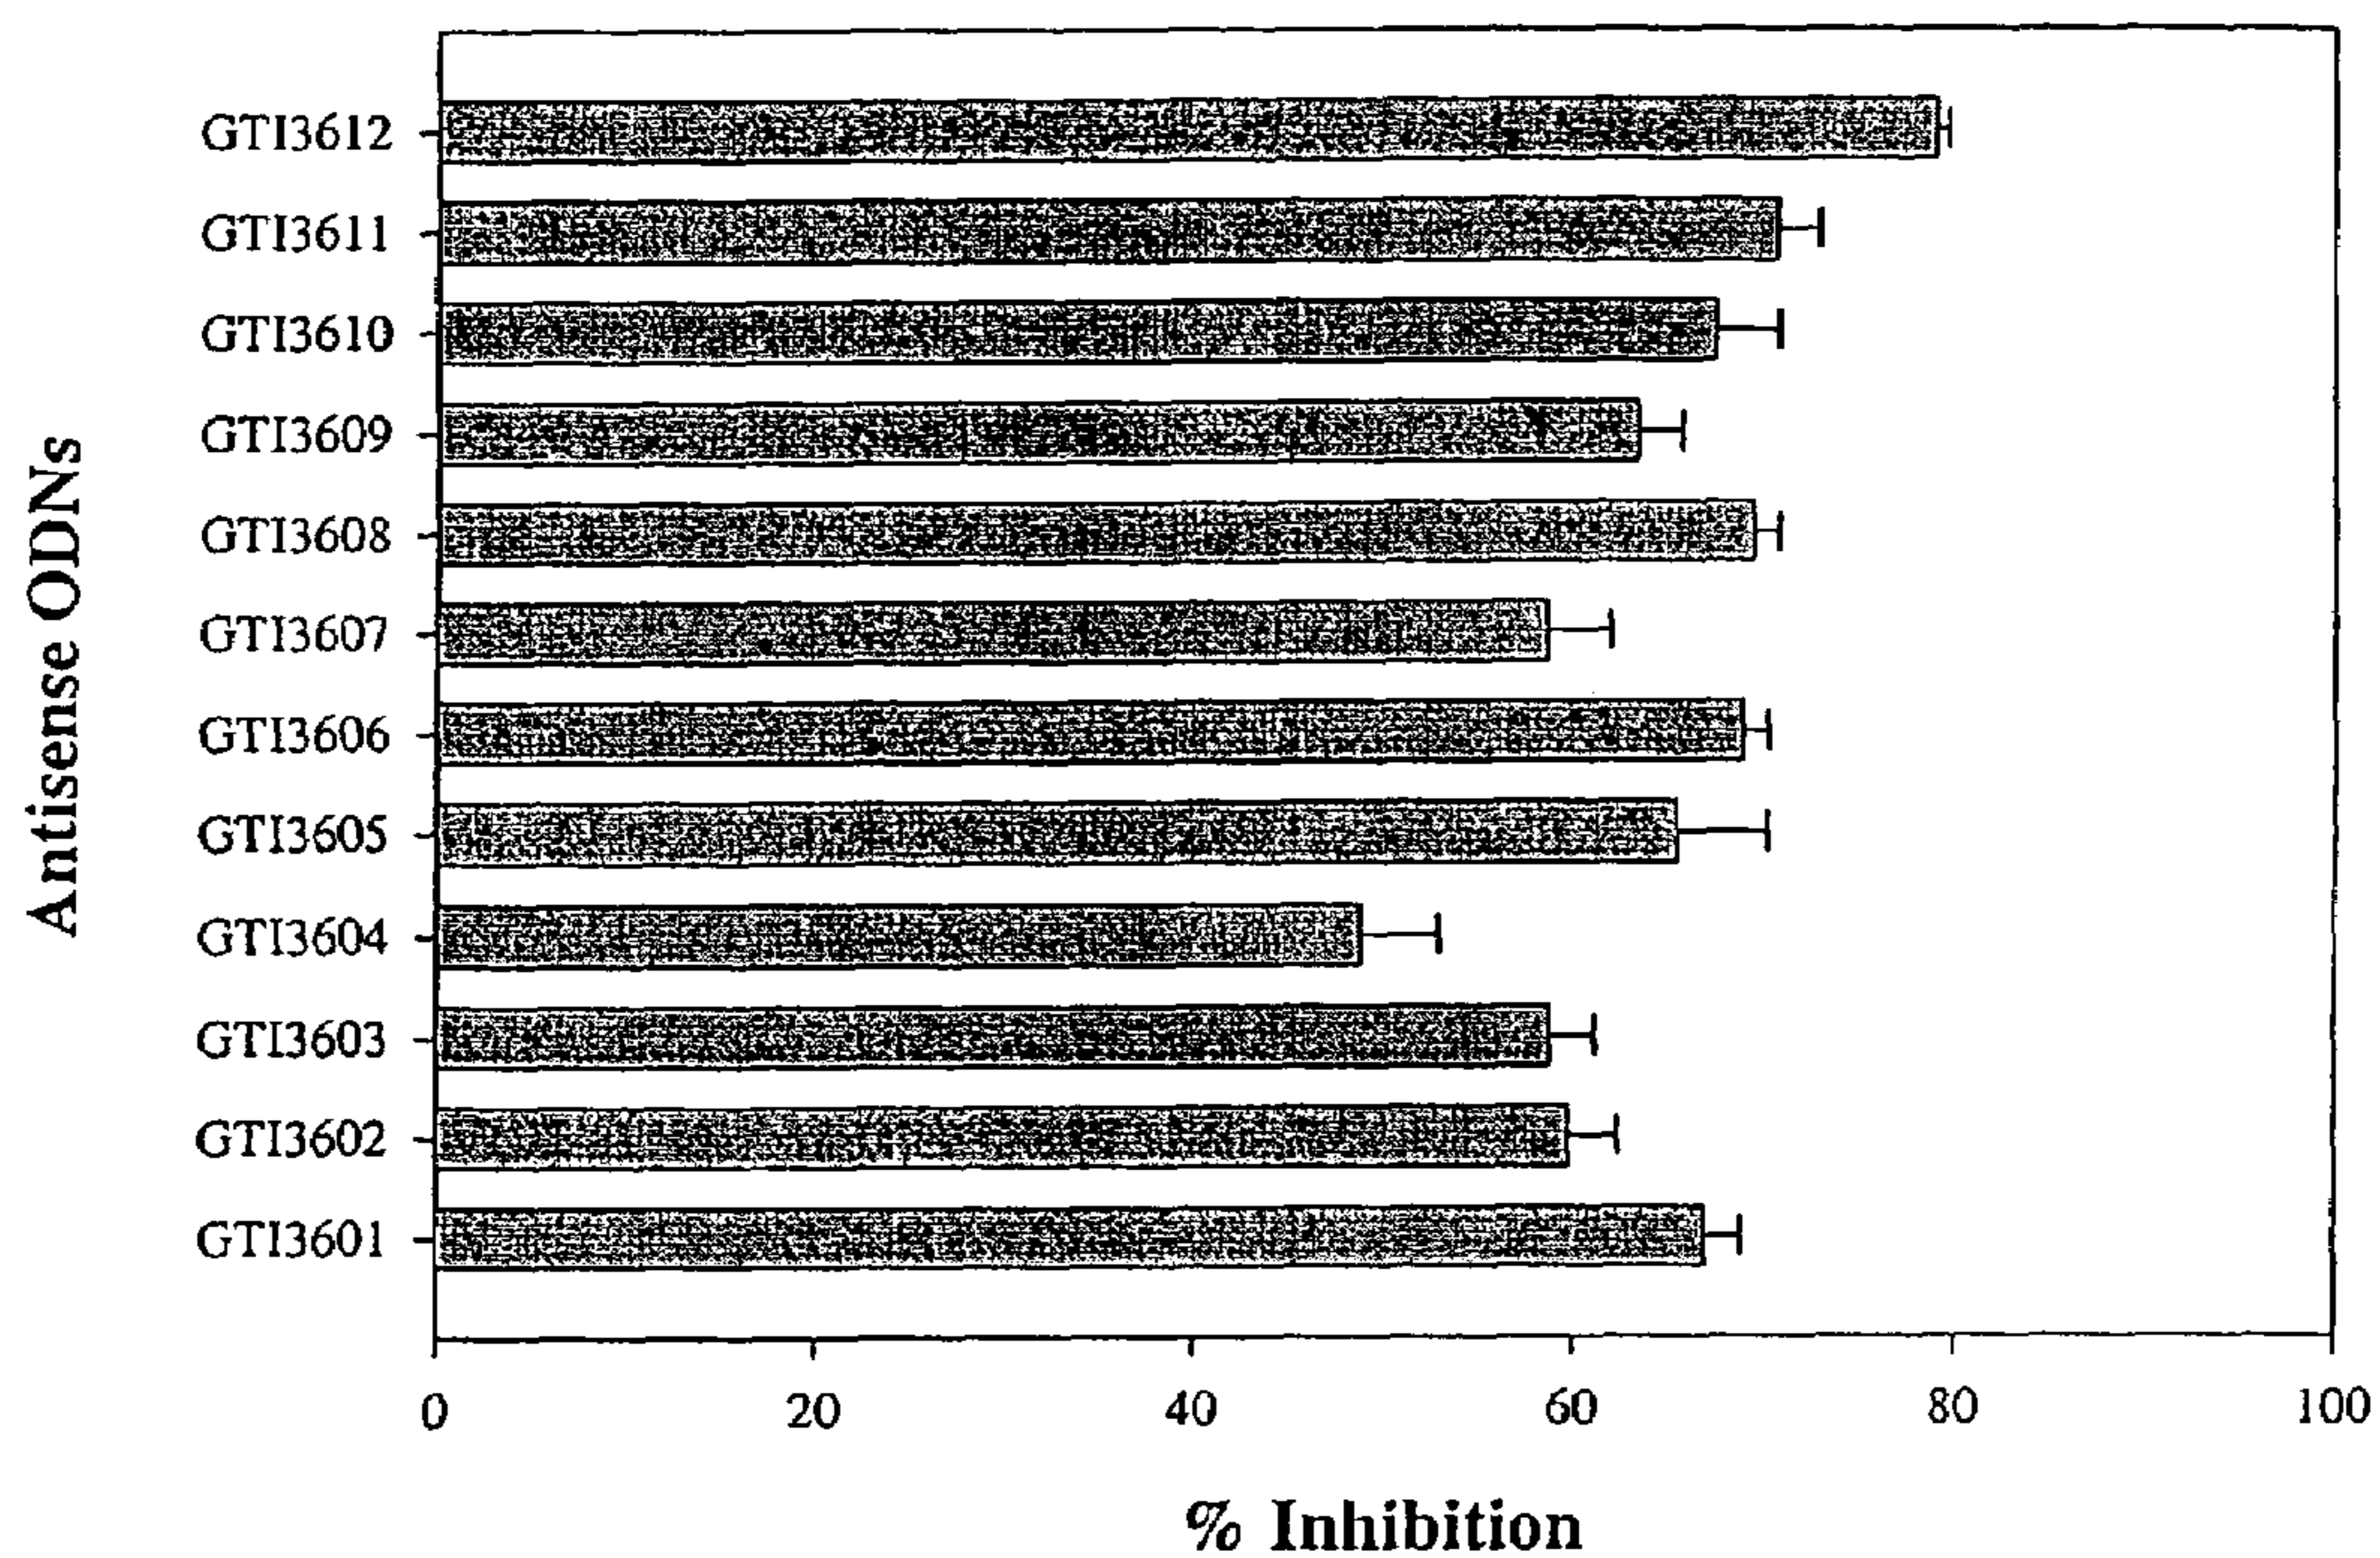 GTI3612
GTI3611
GTI3610
GTI3609
GTI3608
GTI3607
GTI3606
GTI3605
GTI3604
GTI3603
GTI3602
GTI3601
Antisense ODNs
0 20 40 60 80 100
% Inhibition